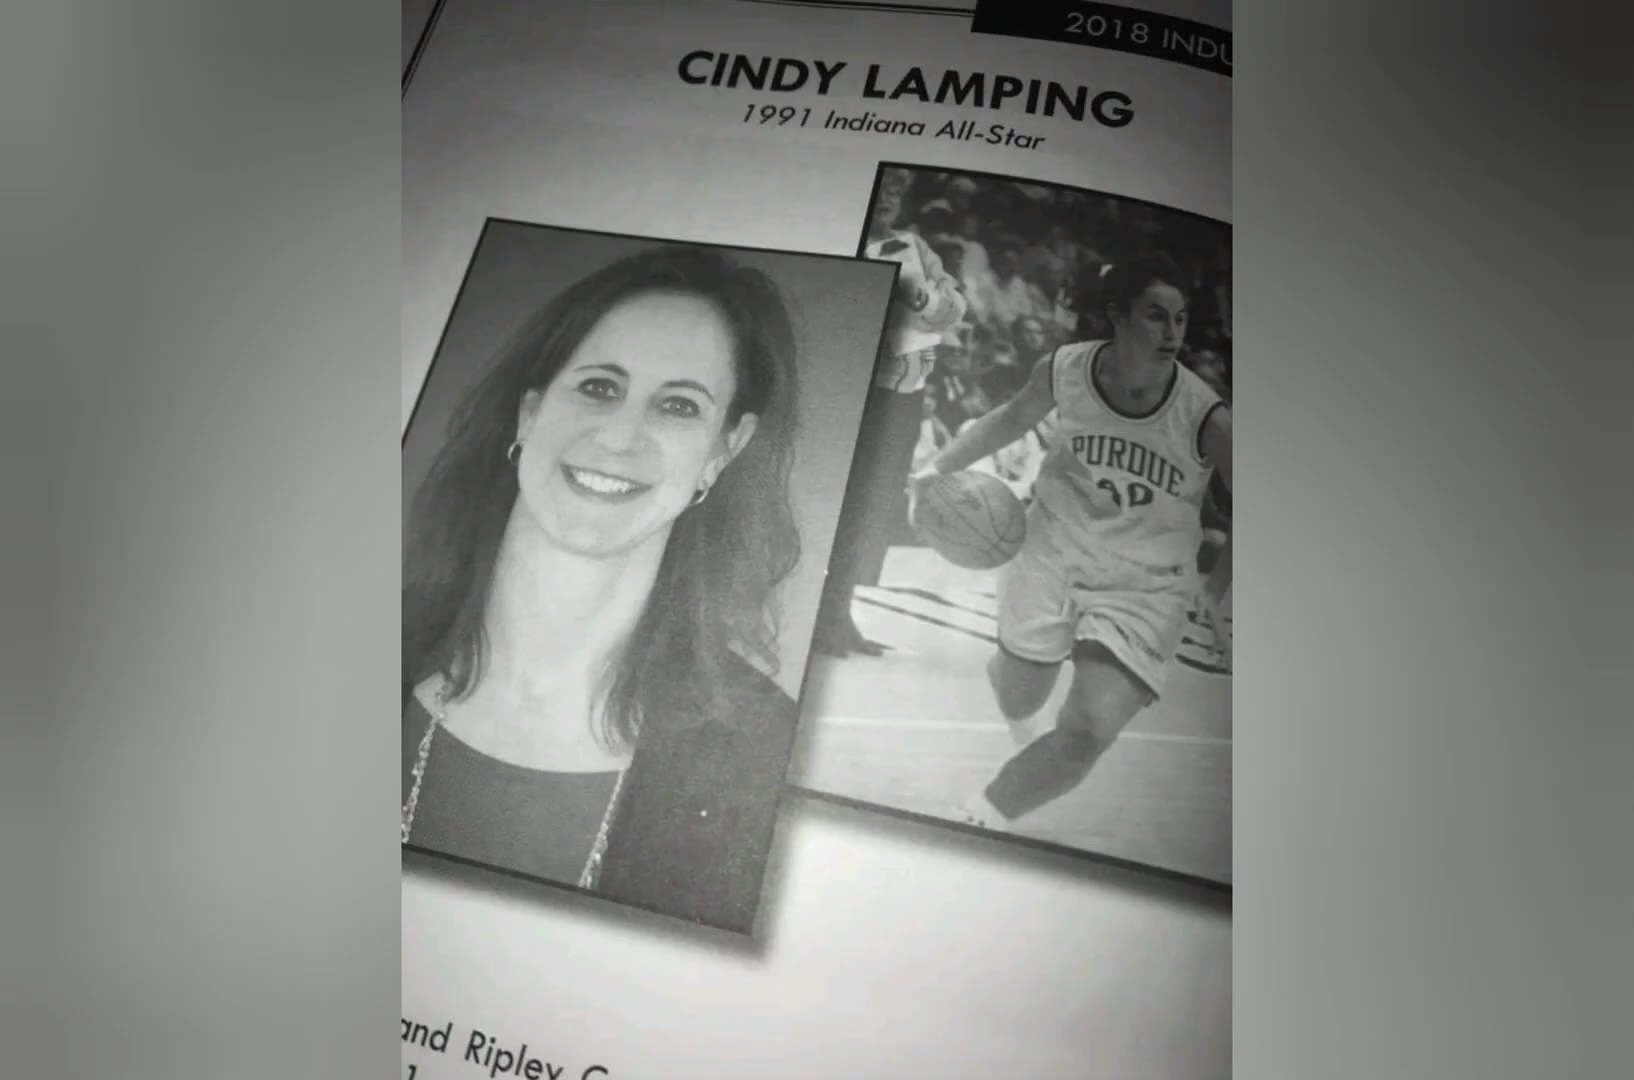 2018 INDU
CINDY LAMPING
1991 Indiana All-Star
PURDUE
and Ripley